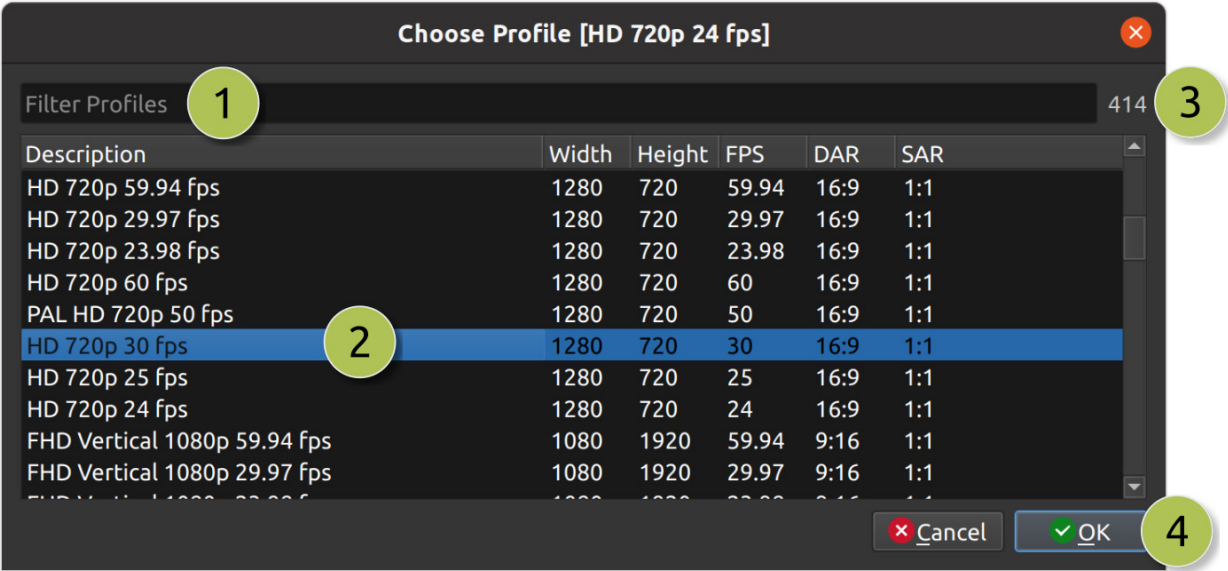 Choose Profile [HD 720p 24 fps]
Filter Profiles 1 414 3
Description Width Height FPS DAR SAR
HD 720p 59.94 fps 1280 720 59.94 16:9 1:1
HD 720p 29.97 fps 1280 720 29.97 16:9 1:1
HD 720p 23.98 fps 1280 720 23.98 16:9 1:1
HD 720p 60 fps 1280 720 60 16:9 1:1
PAL HD 720p 50 fps 1280 720 50 16:9 1:1
HD 720p 30 fps 2 1280 720 30 16:9 1:1
HD 720p 25 fps 1280 720 25 16:9 1:1
HD 720p 24 fps 1280 720 24 16:9 1:1
FHD Vertical 1080p 59.94 fps 1080 1920 59.94 9:16 1:1
FHD Vertical 1080p 29.97 fps 1080 1920 29.97 9:16 1:1
Cancel OK 4